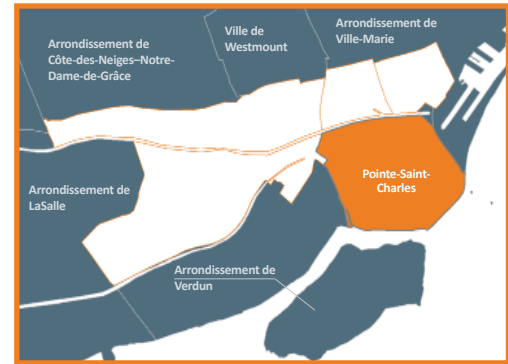 Arrondissement de
Côte-des-Neiges–Notre-
Dame-de-Grâce
Ville de
Westmount
Arrondissement de
Ville-Marie
Pointe-Saint-
Charles
Arrondissement de
LaSalle
Arrondissement de
Verdun